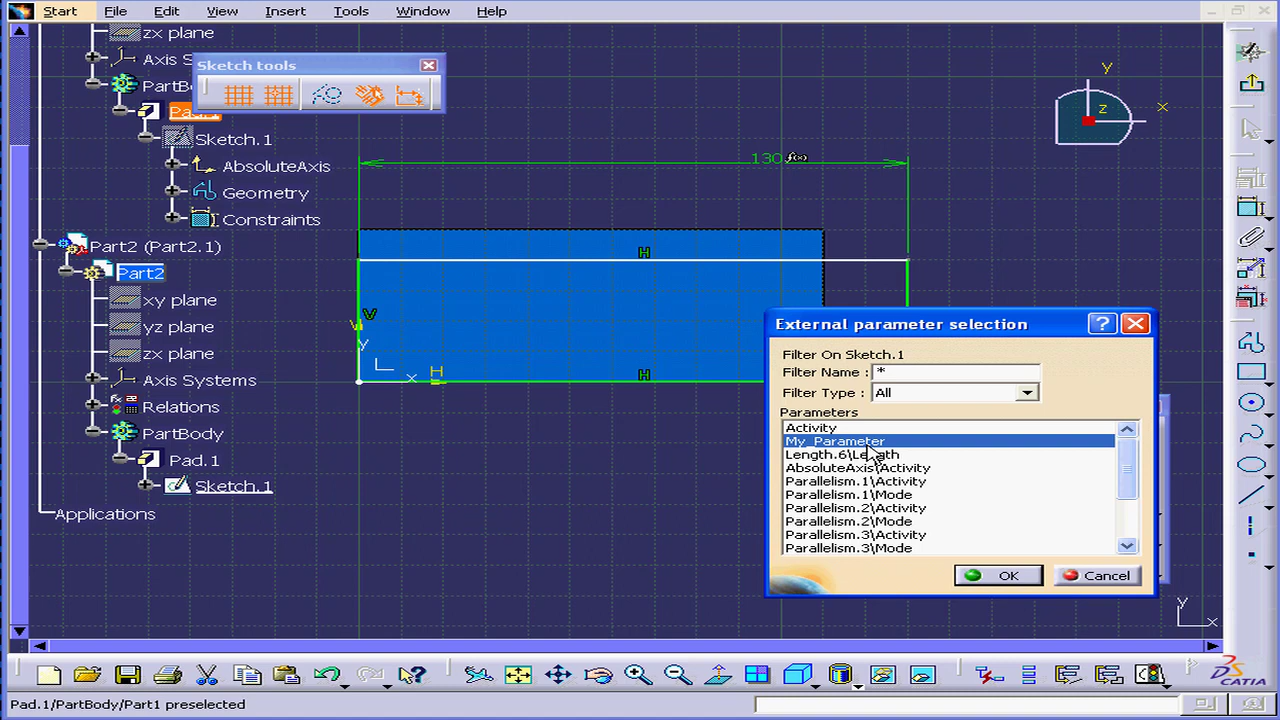 Start File Edit View Insert Tools Window Help
zx plane
Axis S
Sketch tools
PartBo
Pad.1
Sketch.1
AbsoluteAxis
Geometry
Constraints
Part2 (Part2.1)
Part2
xy plane
yz plane
zx plane
Axis Systems
Relations
PartBody
Pad.1
Sketch.1
Applications
y
x
z
130 f(x)
H
V
V
y
x
H
H
External parameter selection
Filter On Sketch.1
Filter Name : *
Filter Type : All
Parameters
Activity
My_Parameter
Length.6\Length
AbsoluteAxis\Activity
Parallelism.1\Activity
Parallelism.1\Mode
Parallelism.2\Activity
Parallelism.2\Mode
Parallelism.3\Activity
Parallelism.3\Mode
OK Cancel
y
x
CATIA
Pad.1/PartBody/Part1 preselected